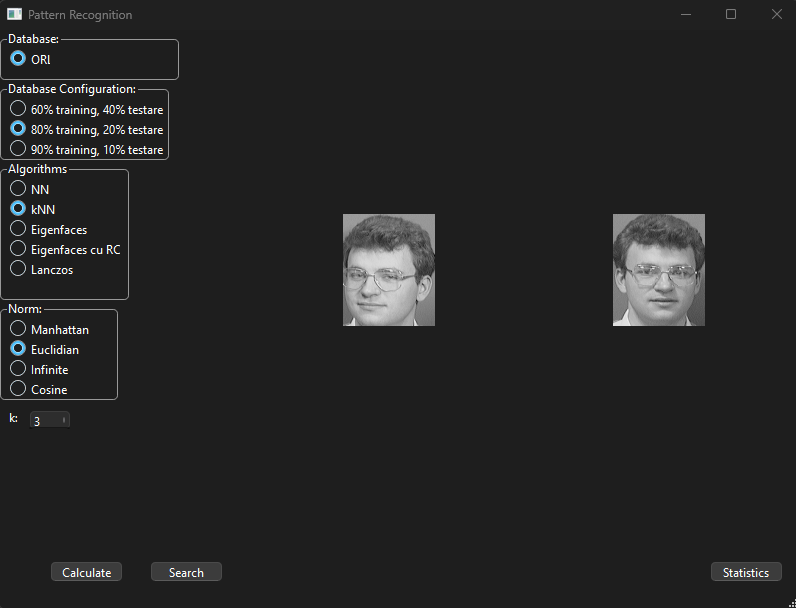 Pattern Recognition
Database:
ORl
Database Configuration:
60% training, 40% testare
80% training, 20% testare
90% training, 10% testare
Algorithms
NN
kNN
Eigenfaces
Eigenfaces cu RC
Lanczos
Norm:
Manhattan
Euclidian
Infinite
Cosine
k: 3
Calculate Search Statistics